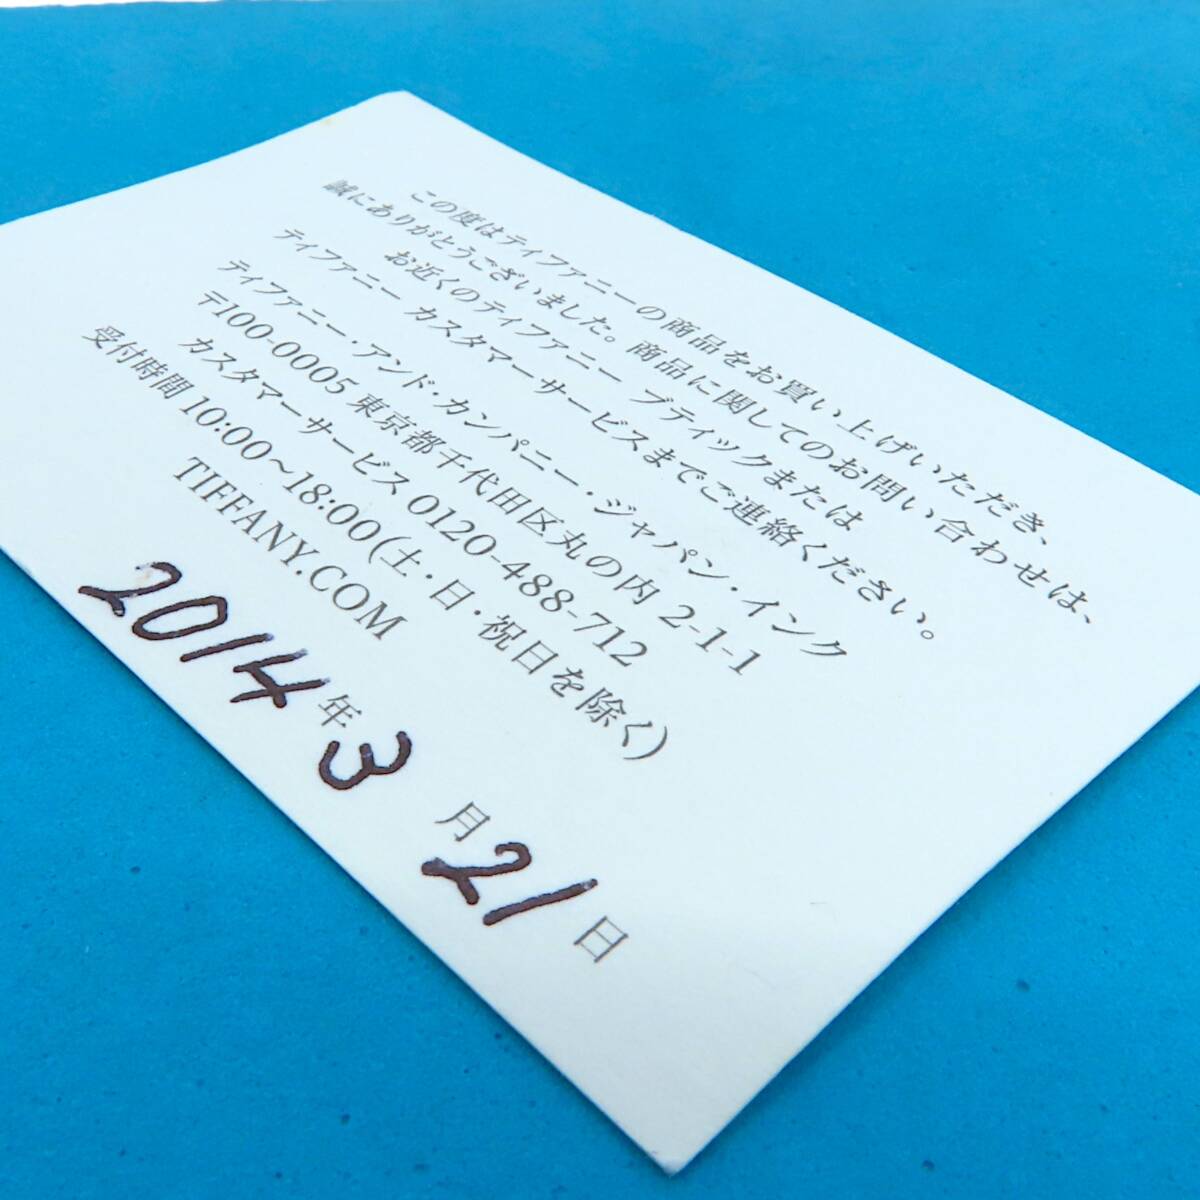 この度はティファニーの商品をお買い上げいただき、
誠にありがとうございました。商品に関してのお問い合わせは、
お近くのティファニー ブティックまたは
ティファニー カスタマーサービスまでご連絡ください。
ティファニー・アンド・カンパニー・ジャパン・インク
〒100-0005 東京都千代田区丸の内 2-1-1
カスタマーサービス 0120-488-712
受付時間 10:00~18:00(土・日・祝日を除く)
TIFFANY.COM
2014年3月21日